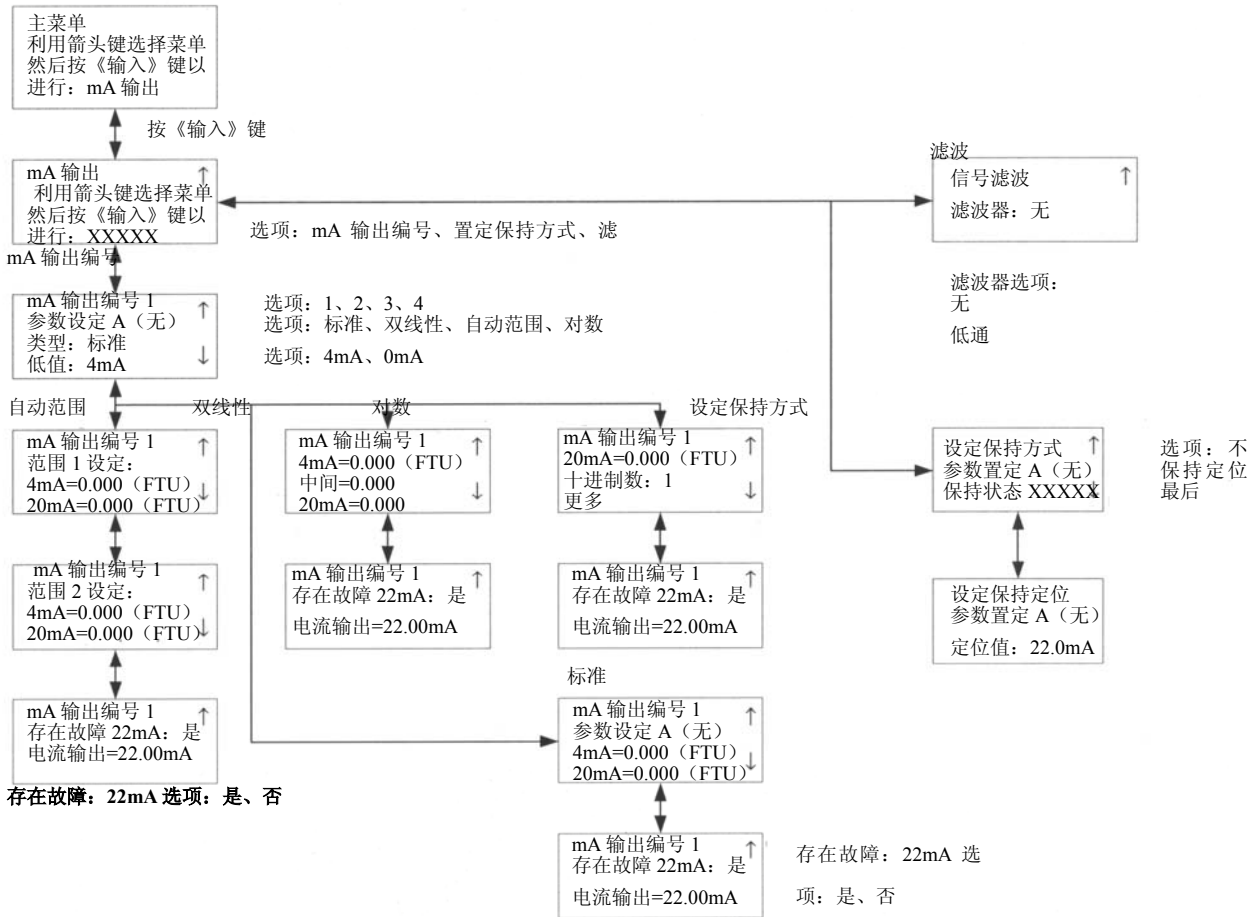 主菜单
利用箭头键选择菜单
然后按《输入》键以
进行：mA 输出
按《输入》键
mA 输出 ↑
利用箭头键选择菜单
然后按《输入》键以
进行：XXXXX
选项：mA 输出编号、置定保持方式、滤
滤波
信号滤波 ↑
滤波器：无
滤波器选项：
无
低通
mA 输出编号
mA 输出编号 1 ↑
参数设定 A（无）
类型：标准
低值：4mA ↓
选项：1、2、3、4
选项：标准、双线性、自动范围、对数
选项：4mA、0mA
自动范围
双线性
对数
设定保持方式
mA 输出编号 1 ↑
范围 1 设定：
4mA=0.000（FTU） ↓
20mA=0.000（FTU）
mA 输出编号 1 ↑
4mA=0.000（FTU）
中间=0.000 ↓
20mA=0.000
mA 输出编号 1 ↑
20mA=0.000（FTU）
十进制数：1 ↓
更多
设定保持方式 ↑
参数置定 A（无）
保持状态 XXXXX ↓
选项：不
保持定位
最后
mA 输出编号 1 ↑
范围 2 设定：
4mA=0.000（FTU）
20mA=0.000（FTU）↓
mA 输出编号 1 ↑
存在故障 22mA：是
电流输出=22.00mA
mA 输出编号 1 ↑
存在故障 22mA：是
电流输出=22.00mA
设定保持定位
参数置定 A（无）
定位值：22.0mA
mA 输出编号 1 ↑
存在故障 22mA：是
电流输出=22.00mA
存在故障：22mA 选项：是、否
标准
mA 输出编号 1 ↑
参数设定 A（无）
4mA=0.000（FTU） ↓
20mA=0.000（FTU）
mA 输出编号 1 ↑
存在故障 22mA：是
电流输出=22.00mA
存在故障：22mA 选
项：是、否